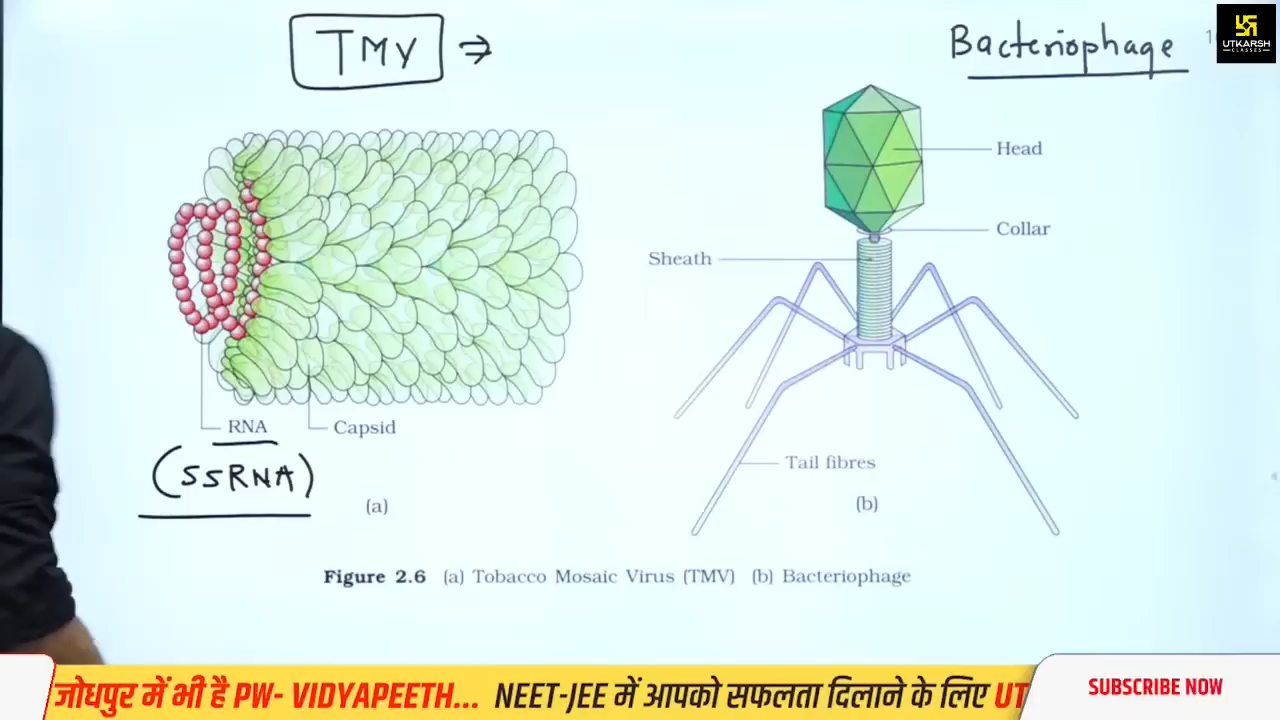 TMV ⇒
Bacteriophage
UTKARSH
CLASSES
Head
Collar
Sheath
RNA
Capsid
(SSRNA)
Tail fibres
(a)
(b)
Figure 2.6 (a) Tobacco Mosaic Virus (TMV) (b) Bacteriophage
जोधपुर में भी है PW- VIDYAPEETH... NEET-JEE में आपको सफलता दिलाने के लिए UT
SUBSCRIBE NOW